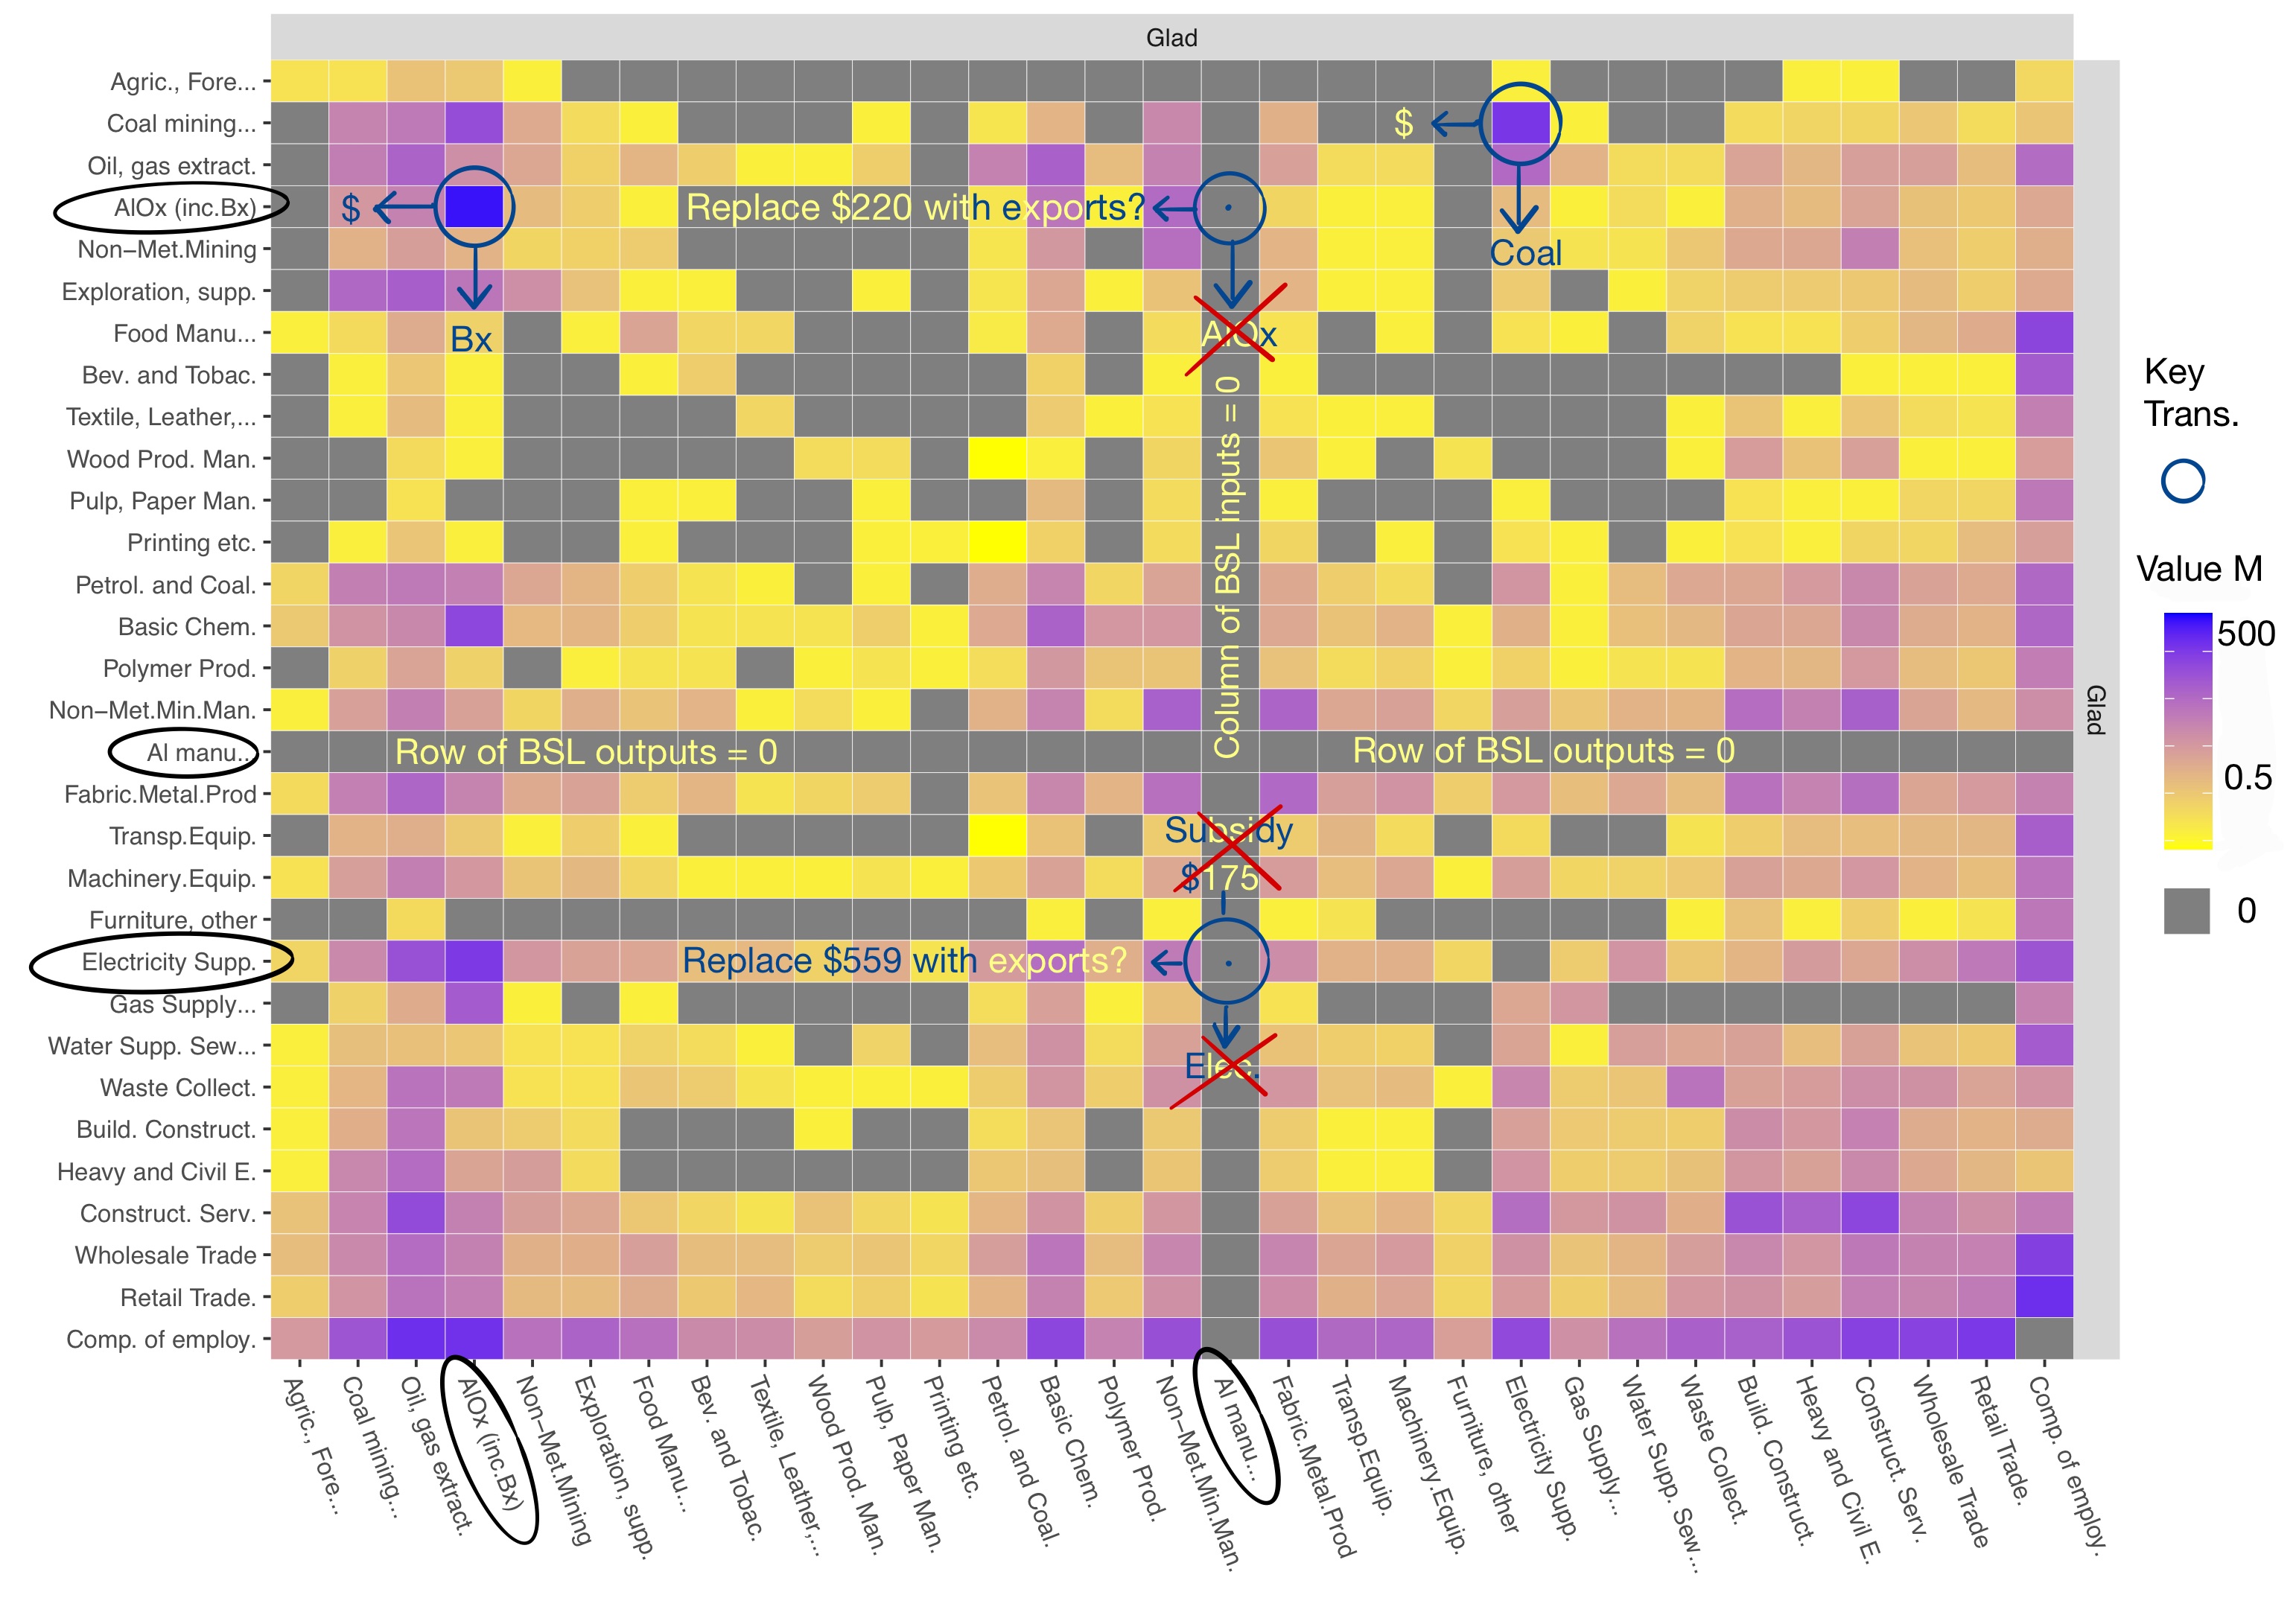 Glad
Agric., Fore...
Coal mining...
$
Oil, gas extract.
AlOx (inc.Bx)
$
Replace $220 with exports?
Non−Met.Mining
Coal
Exploration, supp.
Food Manu...
Bx
AlOx
Bev. and Tobac.
Textile, Leather,...
Wood Prod. Man.
Pulp, Paper Man.
Printing etc.
Petrol. and Coal.
Basic Chem.
Polymer Prod.
Non−Met.Min.Man.
Column of BSL inputs = 0
Al manu...
Row of BSL outputs = 0
Row of BSL outputs = 0
Fabric.Metal.Prod
Transp.Equip.
Subsidy
Machinery.Equip.
$175
Furniture, other
Electricity Supp.
Replace $559 with exports?
Gas Supply...
Water Supp. Sew...
Elec.
Waste Collect.
Build. Construct.
Heavy and Civil E.
Construct. Serv.
Wholesale Trade
Retail Trade.
Comp. of employ.
Glad
Key
Trans.
Value M
500
0.5
0
Agric., Fore...
Coal mining...
Oil, gas extract.
AlOx (inc.Bx)
Non−Met.Mining
Exploration, supp.
Food Manu...
Bev. and Tobac.
Textile, Leather,...
Wood Prod. Man.
Pulp, Paper Man.
Printing etc.
Petrol. and Coal.
Basic Chem.
Polymer Prod.
Non−Met.Min.Man.
Al manu...
Fabric.Metal.Prod
Transp.Equip.
Machinery.Equip.
Furniture, other
Electricity Supp.
Gas Supply...
Water Supp. Sew...
Waste Collect.
Build. Construct.
Heavy and Civil E.
Construct. Serv.
Wholesale Trade
Retail Trade.
Comp. of employ.